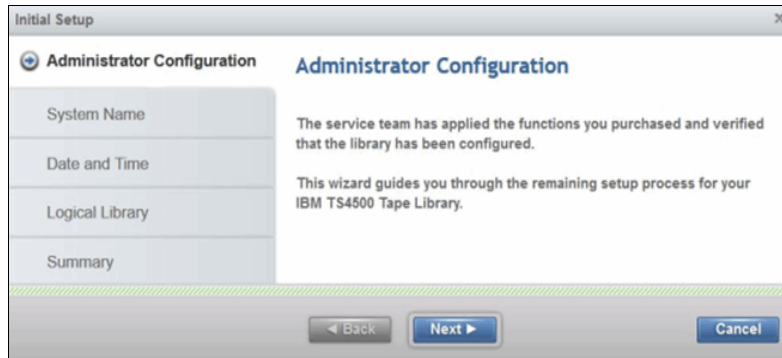 Initial Setup
Administrator Configuration
System Name
Date and Time
Logical Library
Summary
Administrator Configuration
The service team has applied the functions you purchased and verified
that the library has been configured.
This wizard guides you through the remaining setup process for your
IBM TS4500 Tape Library.
Back
Next
Cancel